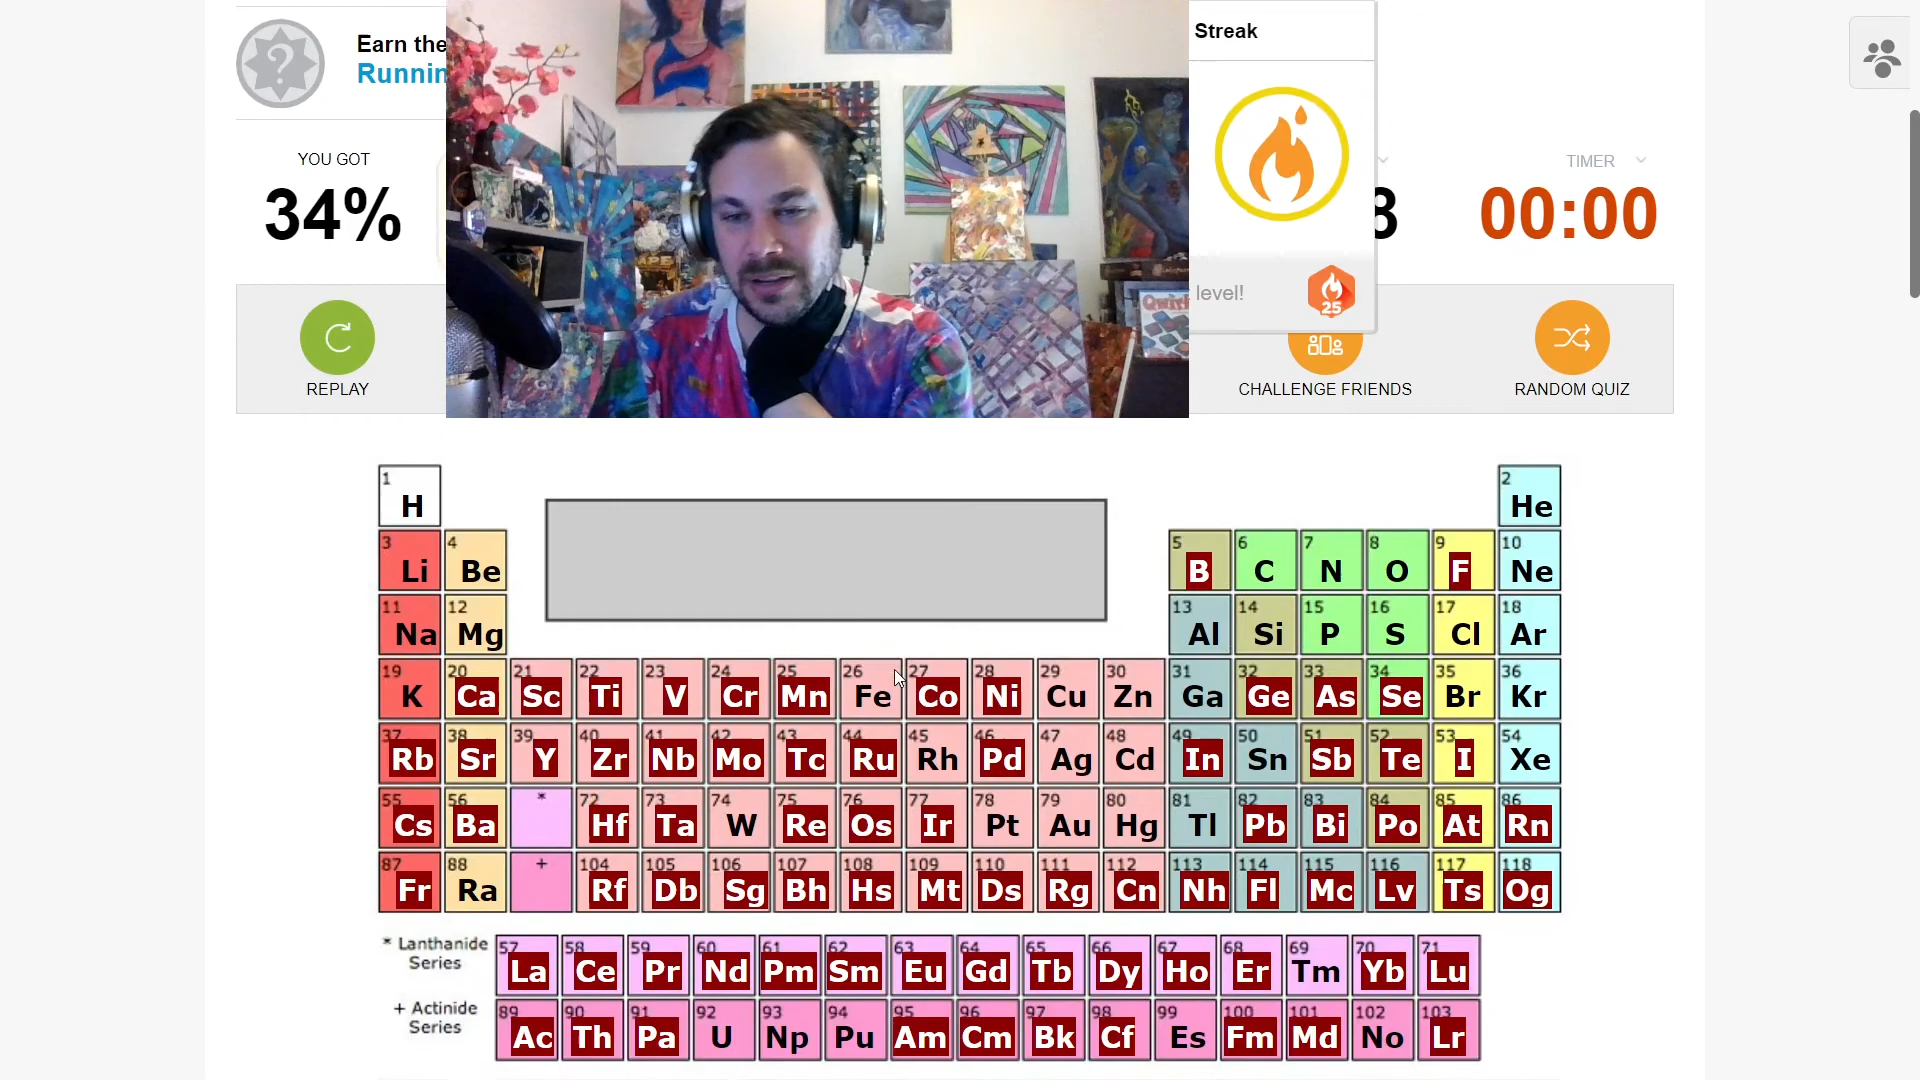 Earn the
Runnin
Streak
YOU GOT
34%
8
TIMER
00:00
level!
25
REPLAY
CHALLENGE FRIENDS
RANDOM QUIZ
1 2
H He
3 4 5 6 7 8 9 10
Li Be B C N O F Ne
11 12 13 14 15 16 17 18
Na Mg Al Si P S Cl Ar
19 20 21 22 23 24 25 26 27 28 29 30 31 32 33 34 35 36
K Ca Sc Ti V Cr Mn Fe Co Ni Cu Zn Ga Ge As Se Br Kr
37 38 39 40 41 42 43 44 45 46 47 48 49 50 51 52 53 54
Rb Sr Y Zr Nb Mo Tc Ru Rh Pd Ag Cd In Sn Sb Te I Xe
55 56 * 72 73 74 75 76 77 78 79 80 81 82 83 84 85 86
Cs Ba Hf Ta W Re Os Ir Pt Au Hg Tl Pb Bi Po At Rn
87 88 + 104 105 106 107 108 109 110 111 112 113 114 115 116 117 118
Fr Ra Rf Db Sg Bh Hs Mt Ds Rg Cn Nh Fl Mc Lv Ts Og
* Lanthanide
Series
57 58 59 60 61 62 63 64 65 66 67 68 69 70 71
La Ce Pr Nd Pm Sm Eu Gd Tb Dy Ho Er Tm Yb Lu
+ Actinide
Series
89 90 91 92 93 94 95 96 97 98 99 100 101 102 103
Ac Th Pa U Np Pu Am Cm Bk Cf Es Fm Md No Lr